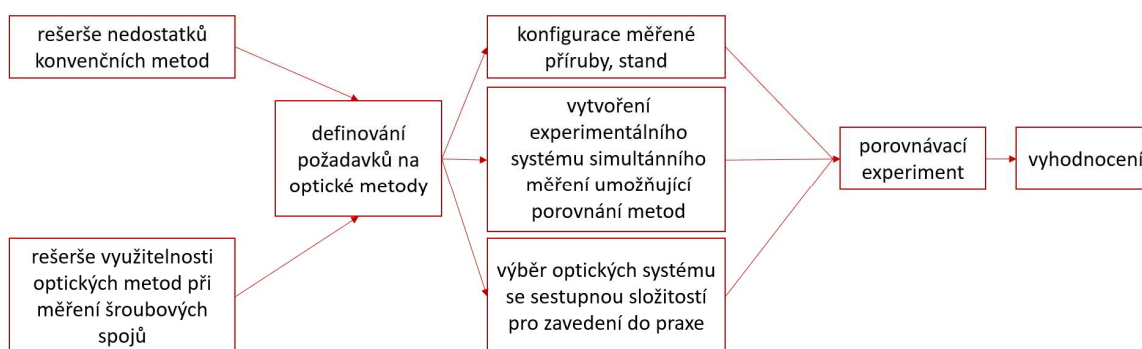 rešerše nedostatků
konvenčních metod
rešerše využitelnosti
optických metod při
měření šroubových
spojů
definování
požadavků na
optické metody
konfigurace měřené
příruby, stand
vytvoření
experimentálního
systému simultánního
měření umožňující
porovnání metod
výběr optických systému
se sestupnou složitostí
pro zavedení do praxe
porovnávací
experiment
vyhodnocení